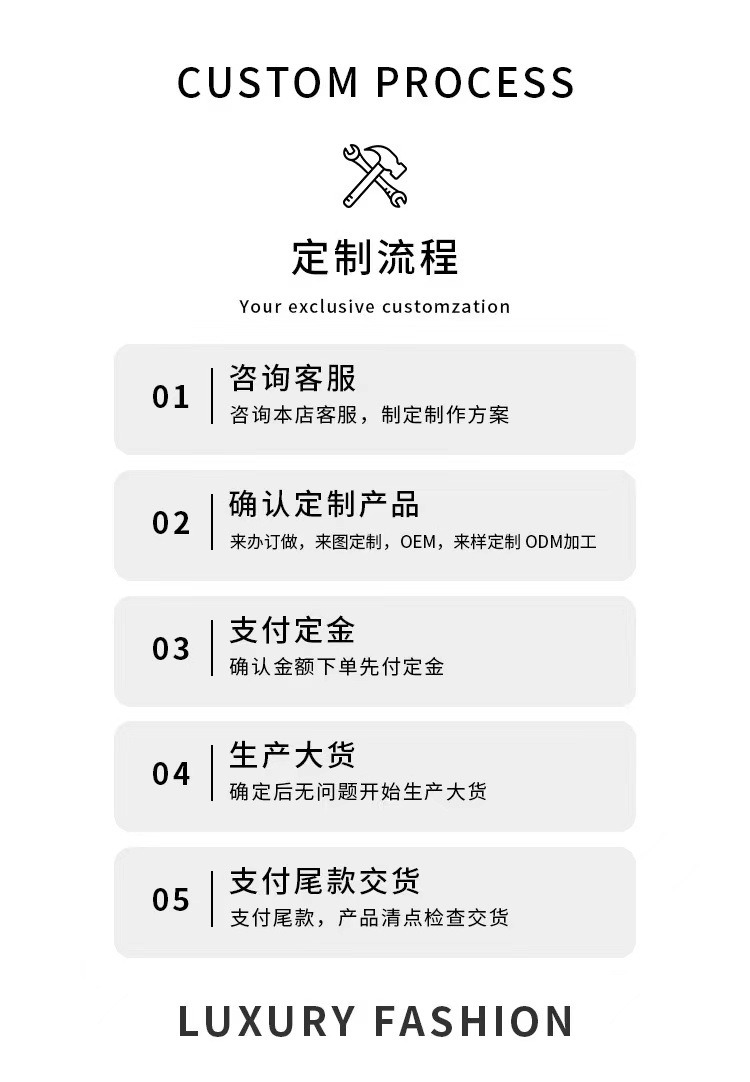 CUSTOM PROCESS
定制流程
Your exclusive customzation
01
咨询客服
咨询本店客服，制定制作方案
02
确认定制产品
来办订做，来图定制，OEM，来样定制 ODM加工
03
支付定金
确认金额下单先付定金
04
生产大货
确定后无问题开始生产大货
05
支付尾款交货
支付尾款，产品清点检查交货
LUXURY FASHION